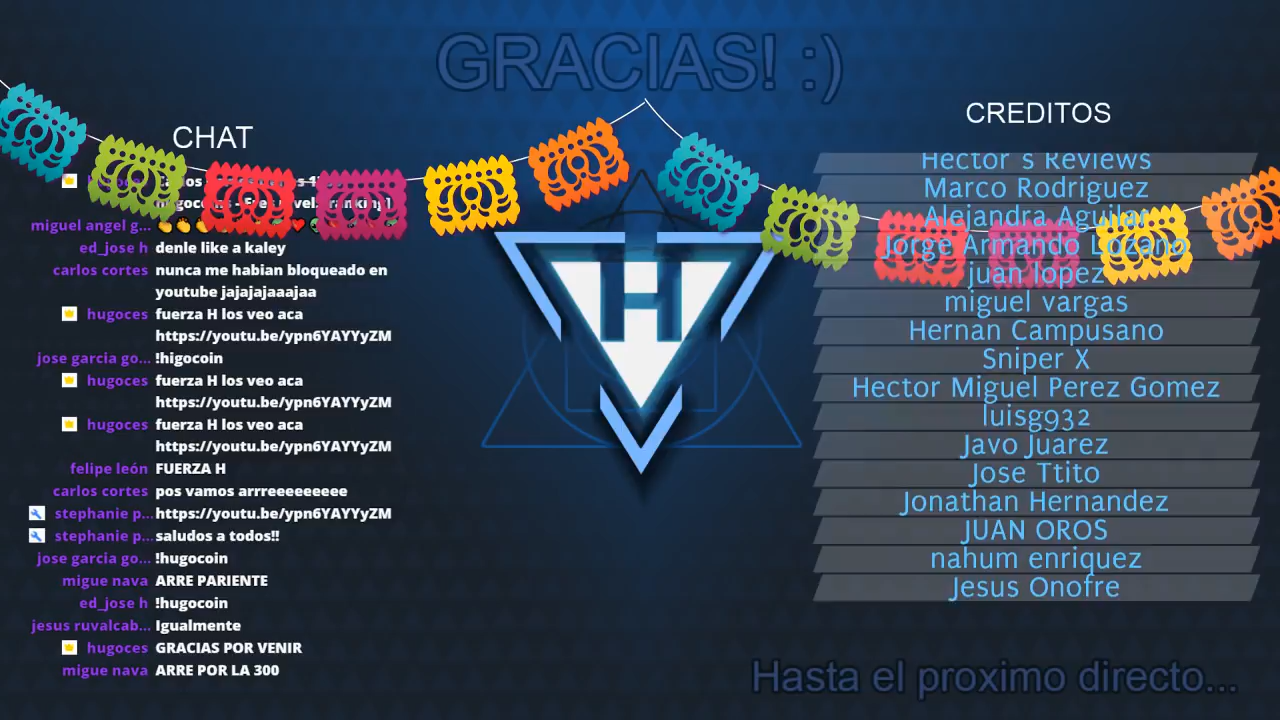 GRACIAS! :)
CHAT
miguel angel g...
ed_jose h denle like a kaley
carlos cortes nunca me habian bloqueado en
youtube jajajajaaajaa
hugoces fuerza H los veo aca
https://youtu.be/ypn6YAYYyZM
jose garcia go... !higocoin
hugoces fuerza H los veo aca
https://youtu.be/ypn6YAYYyZM
hugoces fuerza H los veo aca
https://youtu.be/ypn6YAYYyZM
felipe león FUERZA H
carlos cortes pos vamos arrreeeeeeeee
stephanie p... https://youtu.be/ypn6YAYYyZM
stephanie p... saludos a todos!!
jose garcia go... !hugocoin
migue nava ARRE PARIENTE
ed_jose h !hugocoin
jesus ruvalcab... Igualmente
hugoces GRACIAS POR VENIR
migue nava ARRE POR LA 300
H
CREDITOS
Hector s Reviews
Marco Rodriguez
Alejandra Aguilar
Jorge Armando Lozano
juan lopez
miguel vargas
Hernan Campusano
Sniper X
Hector Miguel Perez Gomez
luisg932
Javo Juarez
Jose Ttito
Jonathan Hernandez
JUAN OROS
nahum enriquez
Jesus Onofre
Hasta el proximo directo...